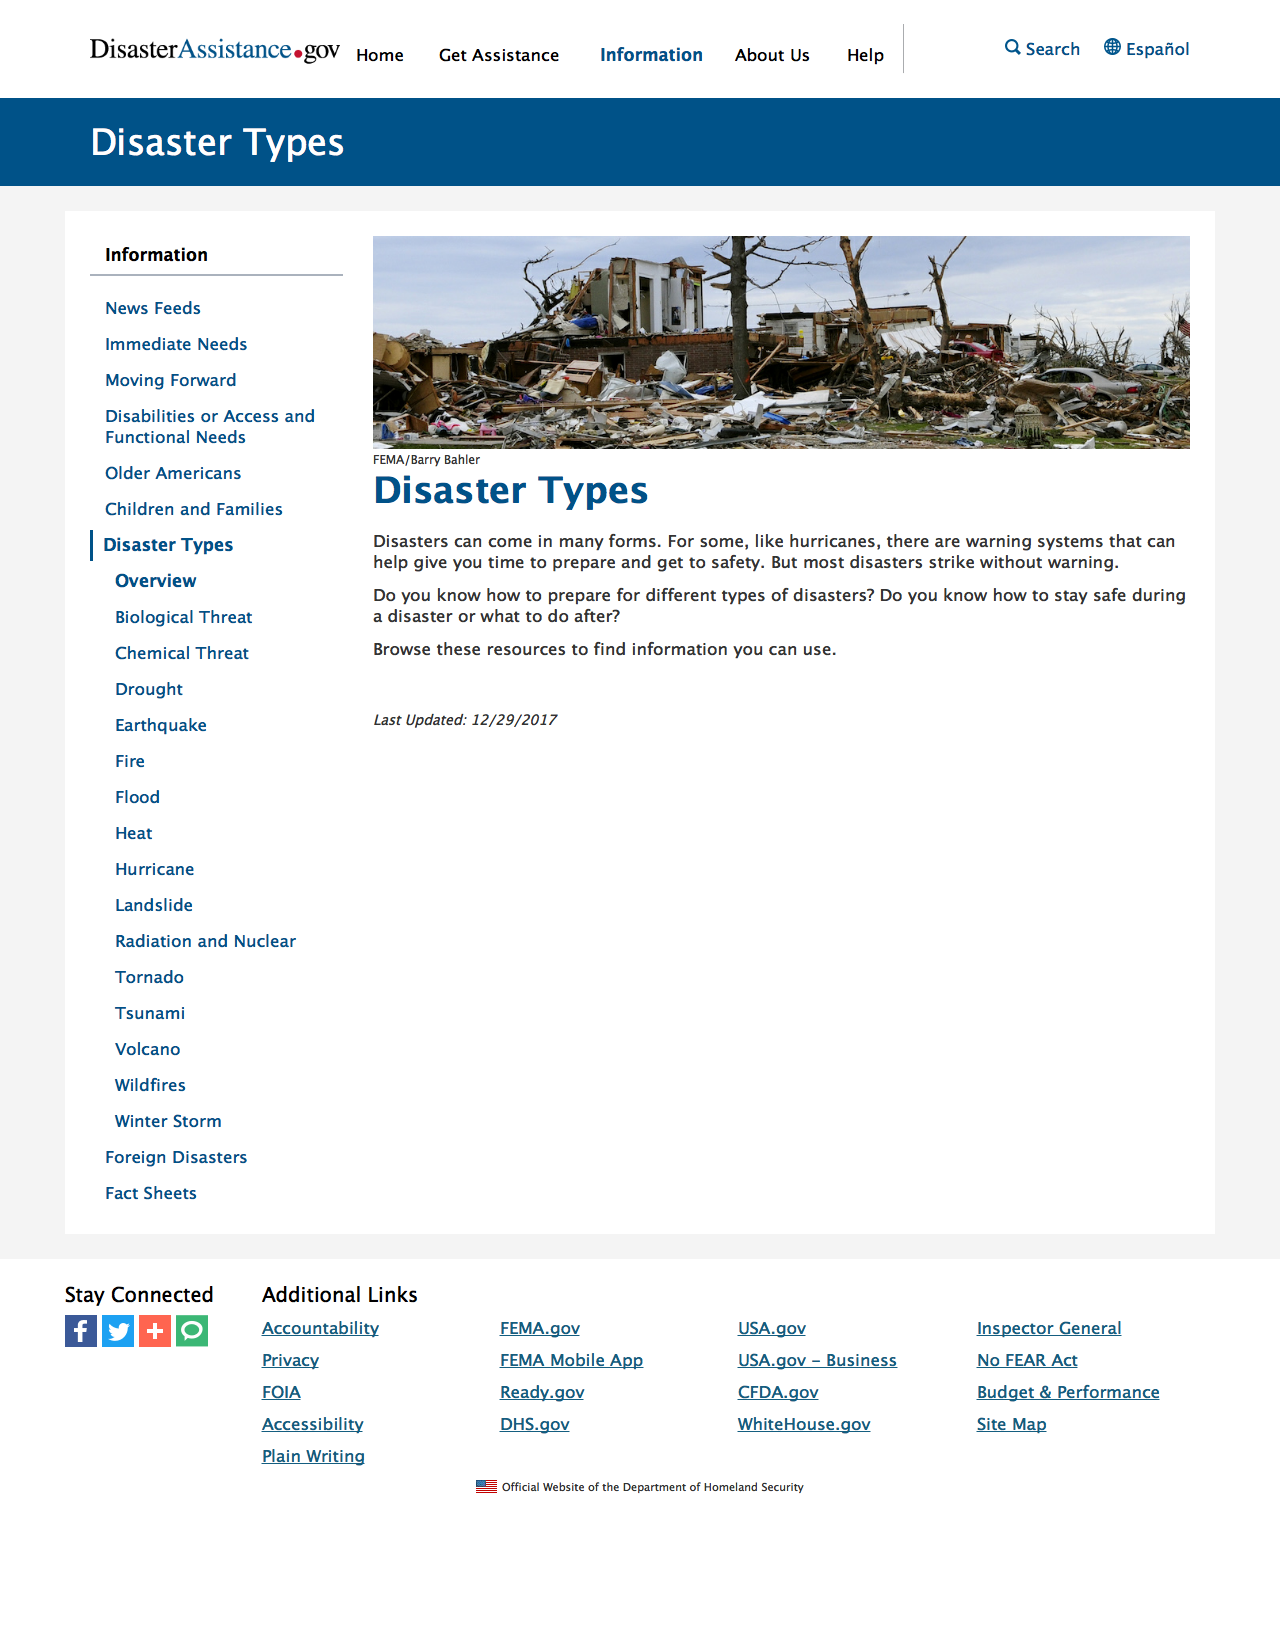 DisasterAssistance.gov Home Get Assistance Information About Us Help Search Español
Disaster Types
Information
News Feeds
Immediate Needs
Moving Forward
Disabilities or Access and
Functional Needs
Older Americans
Children and Families
Disaster Types
Overview
Biological Threat
Chemical Threat
Drought
Earthquake
Fire
Flood
Heat
Hurricane
Landslide
Radiation and Nuclear
Tornado
Tsunami
Volcano
Wildfires
Winter Storm
Foreign Disasters
Fact Sheets
FEMA/Barry Bahler
Disaster Types
Disasters can come in many forms. For some, like hurricanes, there are warning systems that can
help give you time to prepare and get to safety. But most disasters strike without warning.
Do you know how to prepare for different types of disasters? Do you know how to stay safe during
a disaster or what to do after?
Browse these resources to find information you can use.
Last Updated: 12/29/2017
Stay Connected
Additional Links
Accountability
Privacy
FOIA
Accessibility
Plain Writing
FEMA.gov
FEMA Mobile App
Ready.gov
DHS.gov
USA.gov
USA.gov – Business
CFDA.gov
WhiteHouse.gov
Inspector General
No FEAR Act
Budget & Performance
Site Map
Official Website of the Department of Homeland Security